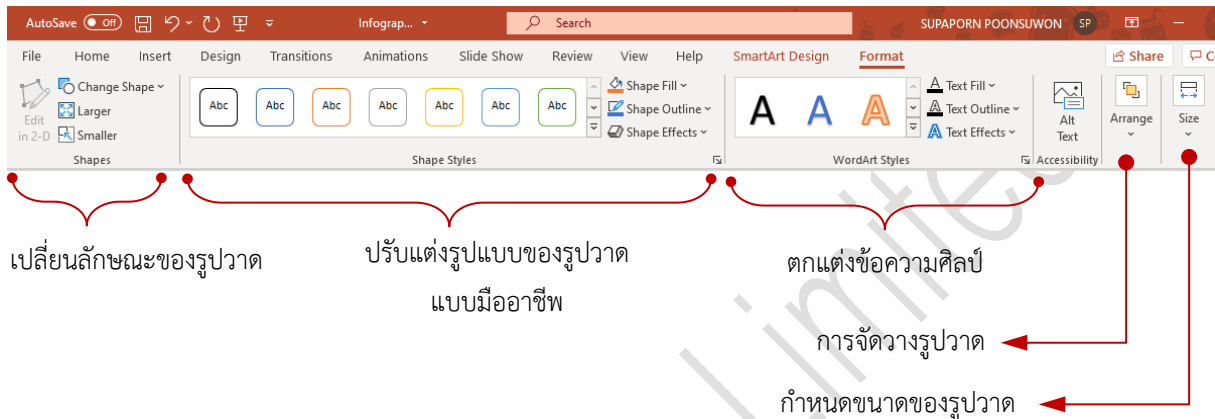 AutoSave Off Infograp... Search SUPAPORN POONSUWON SP
File Home Insert Design Transitions Animations Slide Show Review View Help SmartArt Design Format Share
Edit in 2-D
Change Shape
Larger
Smaller
Shapes
Abc Abc Abc Abc Abc Abc Abc
Shape Fill
Shape Outline
Shape Effects
Shape Styles
A A A
A Text Fill
A Text Outline
A Text Effects
WordArt Styles
Alt
Text
Accessibility
Arrange
Size
เปลี่ยนลักษณะของรูปวาด
ปรับแต่งรูปแบบของรูปวาด
แบบมืออาชีพ
ตกแต่งข้อความศิลป์
การจัดวางรูปวาด
กำหนดขนาดของรูปวาด
Limite